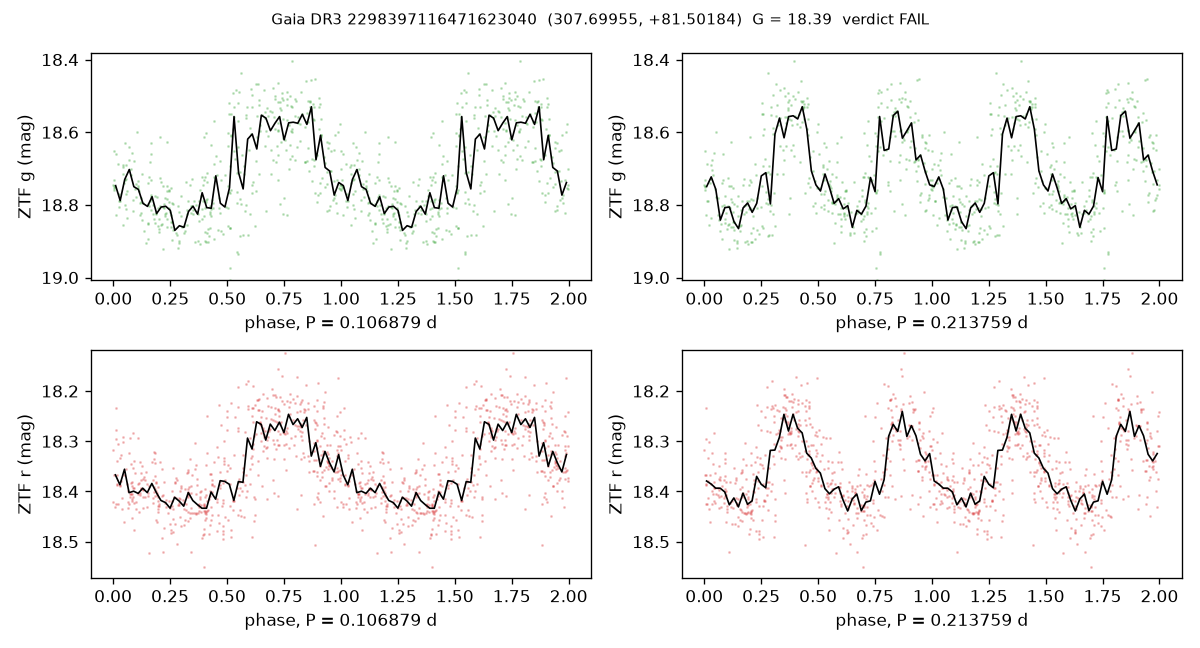 Gaia DR3 2298397116471623040  (307.69955, +81.50184)  G = 18.39  verdict FAIL
ZTF g (mag)
18.4
18.6
18.8
19.0
0.00 0.25 0.50 0.75 1.00 1.25 1.50 1.75 2.00
phase, P = 0.106879 d
ZTF g (mag)
18.4
18.6
18.8
19.0
0.00 0.25 0.50 0.75 1.00 1.25 1.50 1.75 2.00
phase, P = 0.213759 d
ZTF r (mag)
18.2
18.3
18.4
18.5
0.00 0.25 0.50 0.75 1.00 1.25 1.50 1.75 2.00
phase, P = 0.106879 d
ZTF r (mag)
18.2
18.3
18.4
18.5
0.00 0.25 0.50 0.75 1.00 1.25 1.50 1.75 2.00
phase, P = 0.213759 d